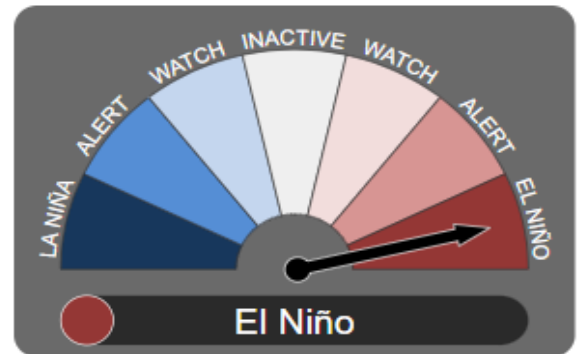 LA NIÑA
ALERT
WATCH
INACTIVE
WATCH
ALERT
EL NIÑO
El Niño